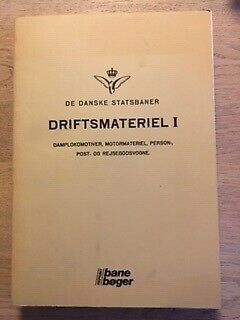 DE DANSKE STATSBANER
DRIFTSMATERIEL I
DAMPLOKOMOTIVER, MOTORMATERIEL, PERSON-,
POST- OG REJSEGODSVOGNE.
bane
bøger